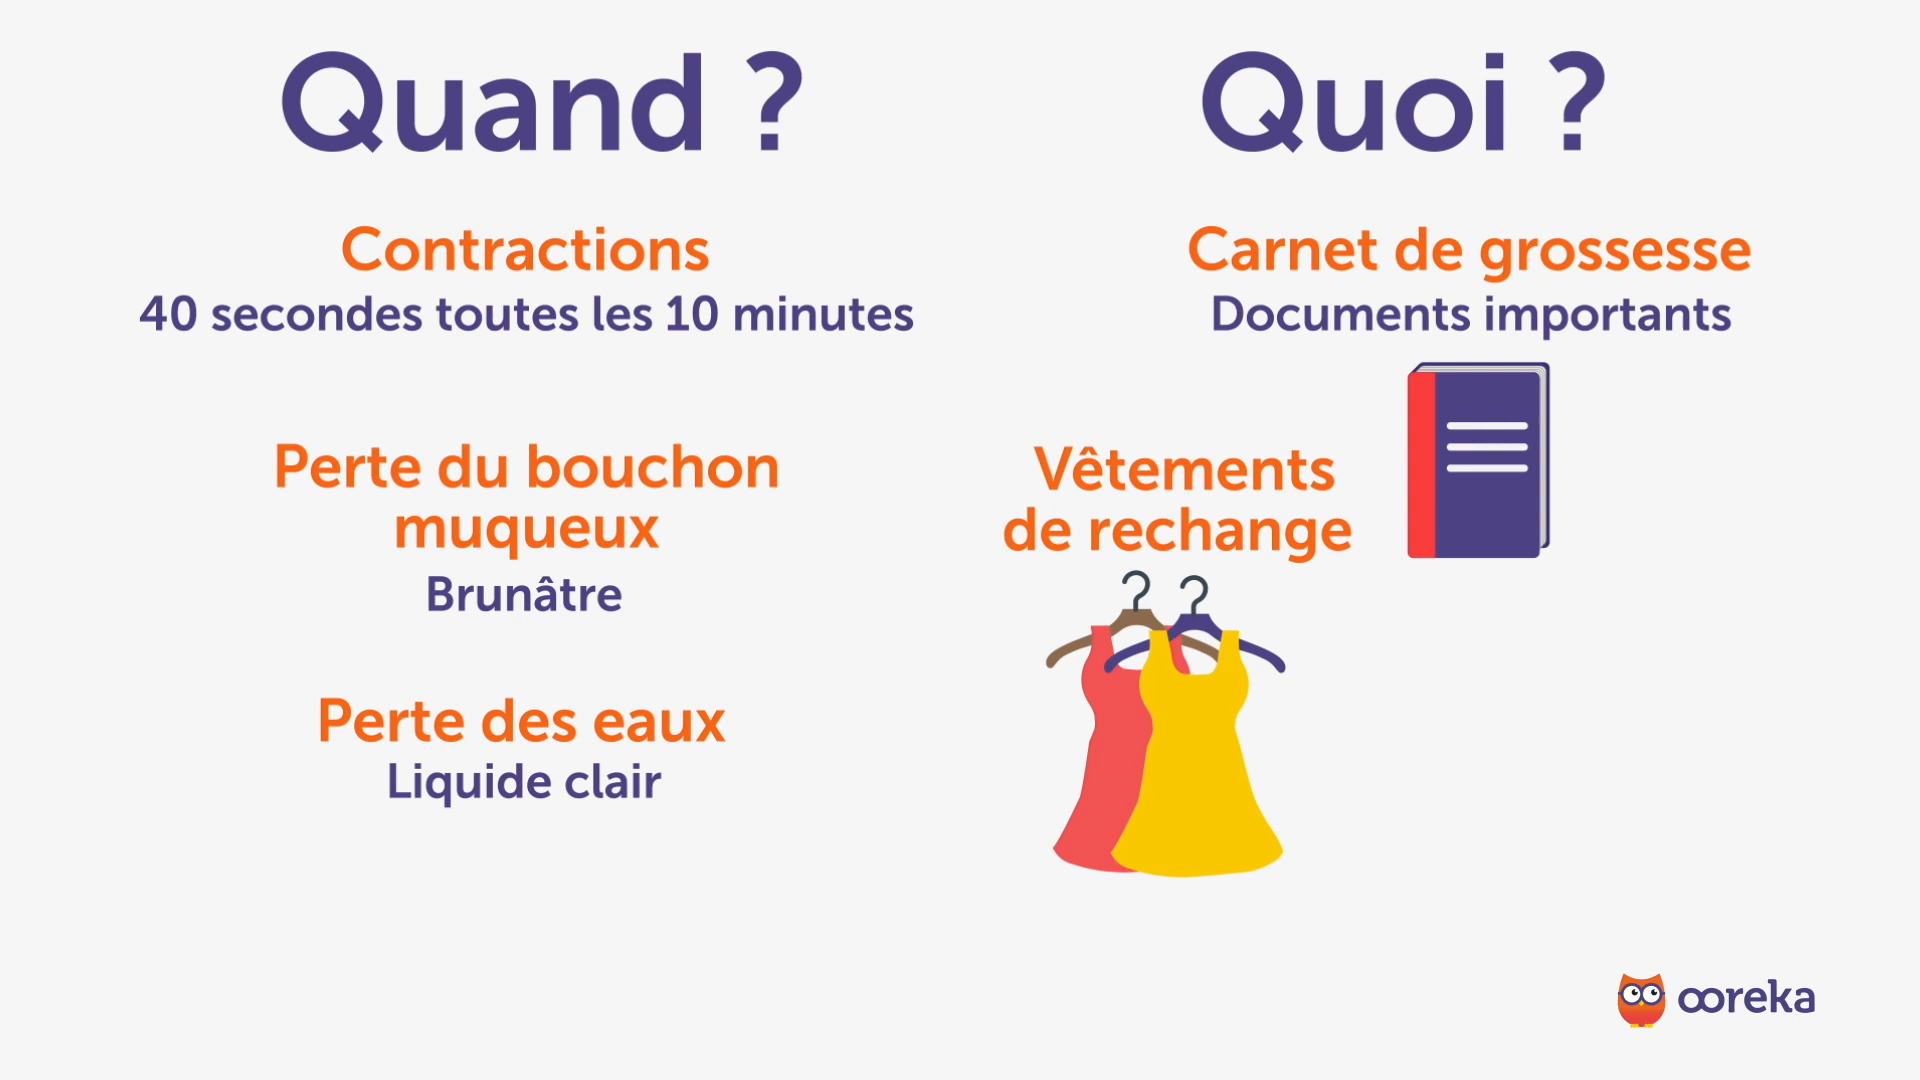 Quand ?
Contractions
40 secondes toutes les 10 minutes
Perte du bouchon
muqueux
Brunâtre
Perte des eaux
Liquide clair
Quoi ?
Carnet de grossesse
Documents importants
Vêtements
de rechange
ooreka